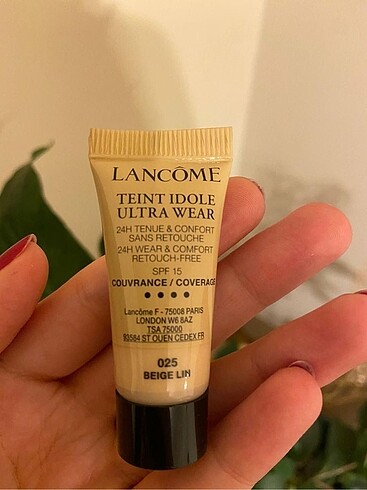 LANCÔME
TEINT IDOLE
ULTRA WEAR
24H TENUE & CONFORT
SANS RETOUCHE
24H WEAR & COMFORT
RETOUCH-FREE
SPF 15
COUVRANCE / COVERAGE
Lancôme F - 75008 PARIS
LONDON W6 8AZ
TSA 75000
93584 ST OUEN CEDEX FR
025
BEIGE LIN